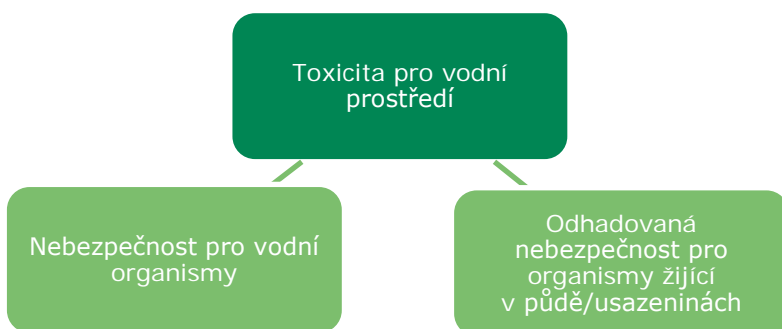 Toxicita pro vodní
prostředí
Nebezpečnost pro vodní
organismy
Odhadovaná
nebezpečnost pro
organismy žijící
v půdě/usazeninách